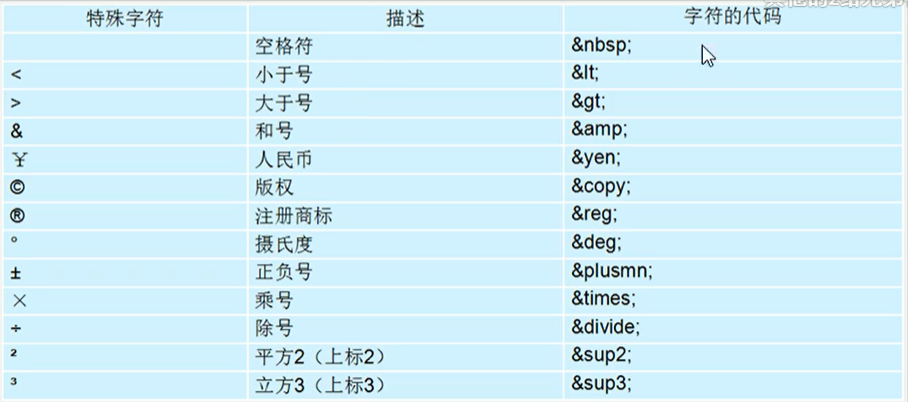 特殊字符 描述 字符的代码
空格符 &nbsp;
< 小于号 &lt;
> 大于号 &gt;
& 和号 &amp;
¥ 人民币 &yen;
© 版权 &copy;
® 注册商标 &reg;
° 摄氏度 &deg;
± 正负号 &plusmn;
× 乘号 &times;
÷ 除号 &divide;
² 平方2（上标2） &sup2;
³ 立方3（上标3） &sup3;